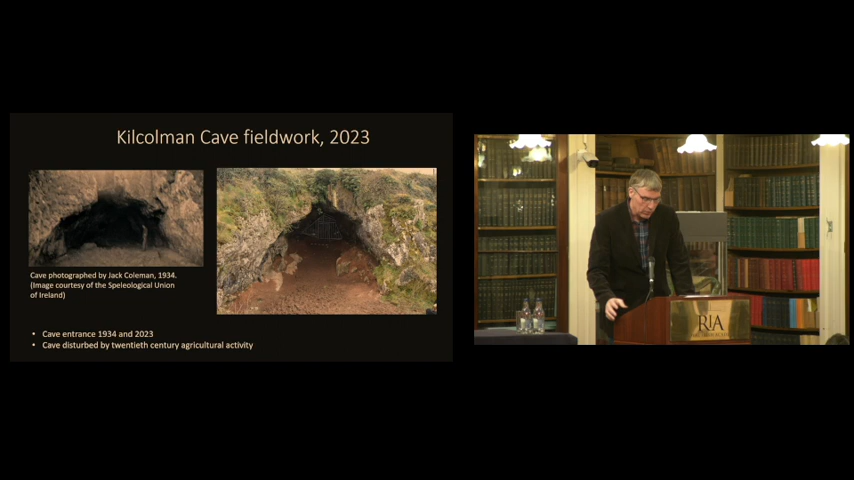 Kilcolman Cave fieldwork, 2023
Cave photographed by Jack Coleman, 1934.
(Image courtesy of the Speleological Union
of Ireland)
• Cave entrance 1934 and 2023
• Cave disturbed by twentieth century agricultural activity
RIA